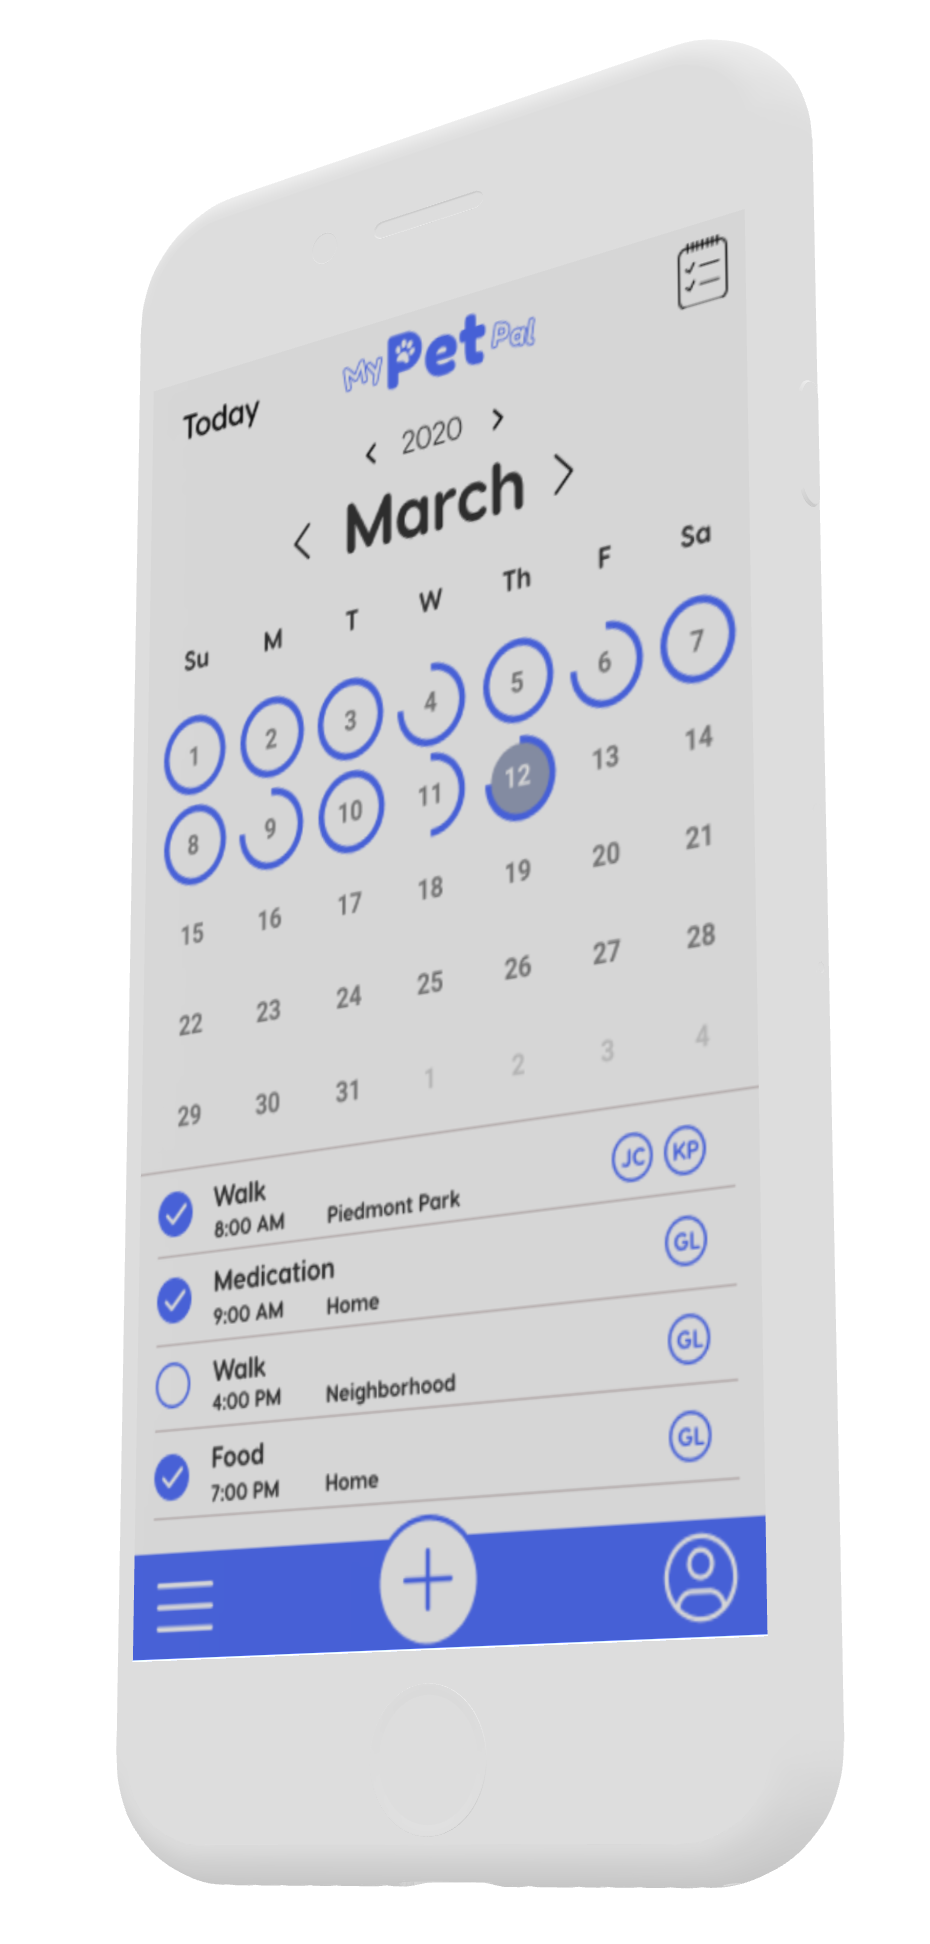 My Pet Pal
Today
2020
March
Su M T W Th F Sa
1 2 3 4 5 6 7
8 9 10 11 12 13 14
15 16 17 18 19 20 21
22 23 24 25 26 27 28
29 30 31 1 2 3 4
Walk
8:00 AM Piedmont Park JC KP
Medication
9:00 AM Home GL
Walk
4:00 PM Neighborhood GL
Food
7:00 PM Home GL